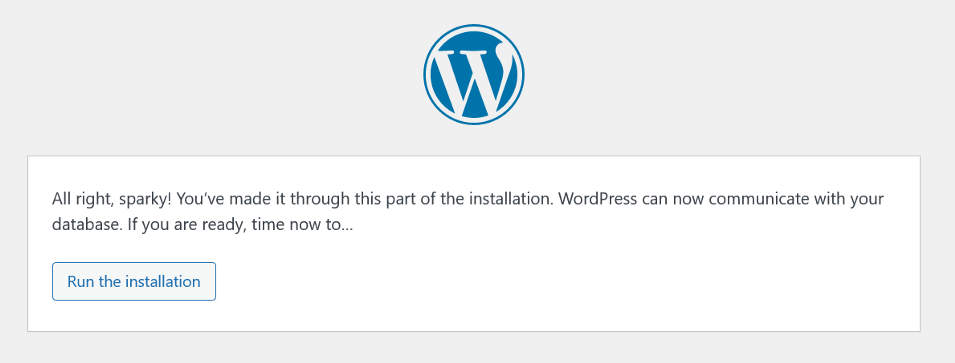 All right, sparky! You’ve made it through this part of the installation. WordPress can now communicate with your
database. If you are ready, time now to…
Run the installation